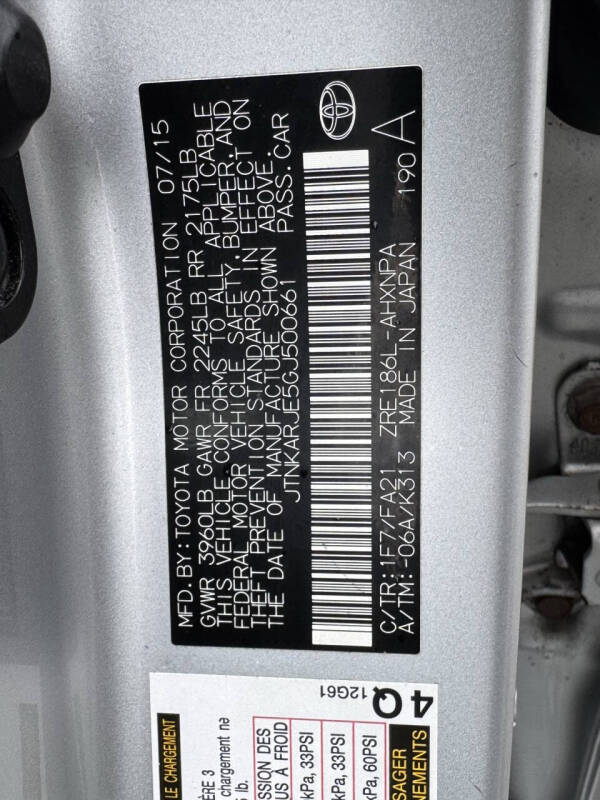 MFD. BY: TOYOTA MOTOR CORPORATION 07/15
GVWR 3960LB GAWR FR 2245LB RR 2175LB
THIS VEHICLE CONFORMS TO ALL APPLICABLE
FEDERAL MOTOR VEHICLE SAFETY, BUMPER, AND
THEFT PREVENTION STANDARDS IN EFFECT ON
THE DATE OF MANUFACTURE SHOWN ABOVE.
JTNKARJE5GJ500661 PASS. CAR
C/TR: 1F7/FA21 ZRE186L-AHXNPA
A/TM: -06A/K313 MADE IN JAPAN
190 A
LE CHARGEMENT
ÈRE 3
chargement ne
lb.
SSION DES
US À FROID
kPa, 33PSI
kPa, 33PSI
kPa, 60PSI
SAGER
NEMENTS
4Q
12G61